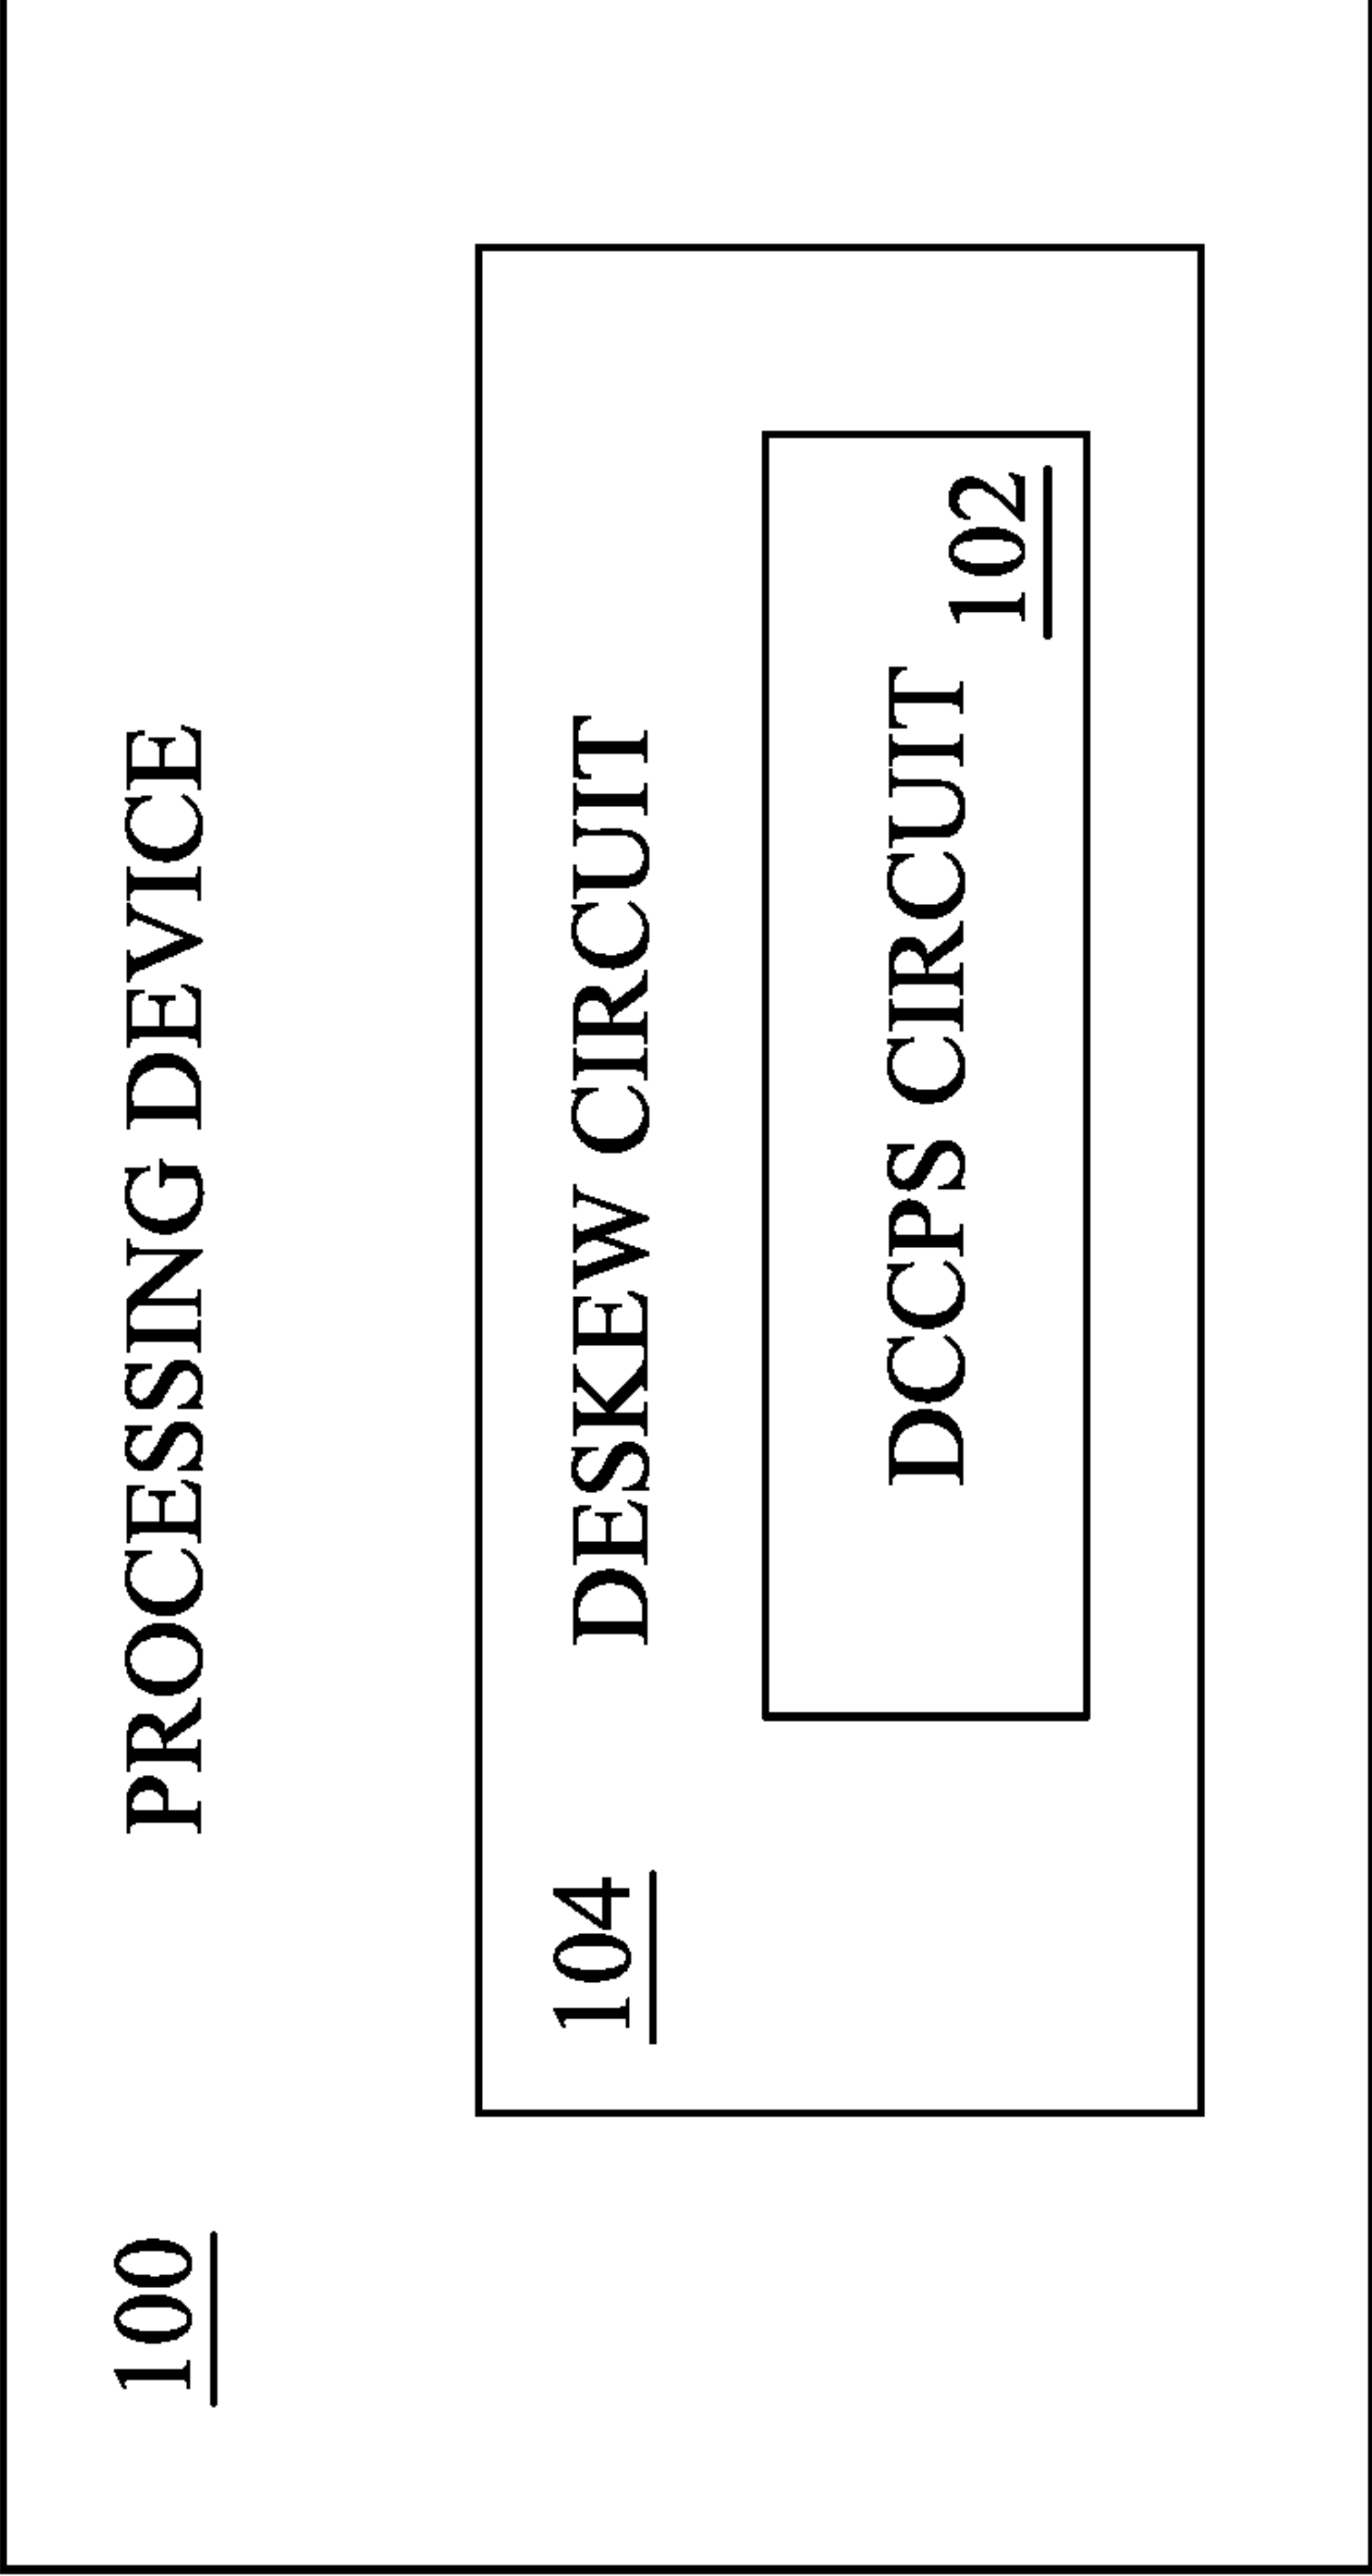 100
PROCESSING DEVICE
104
DESKEW CIRCUIT
DCCPS CIRCUIT
102